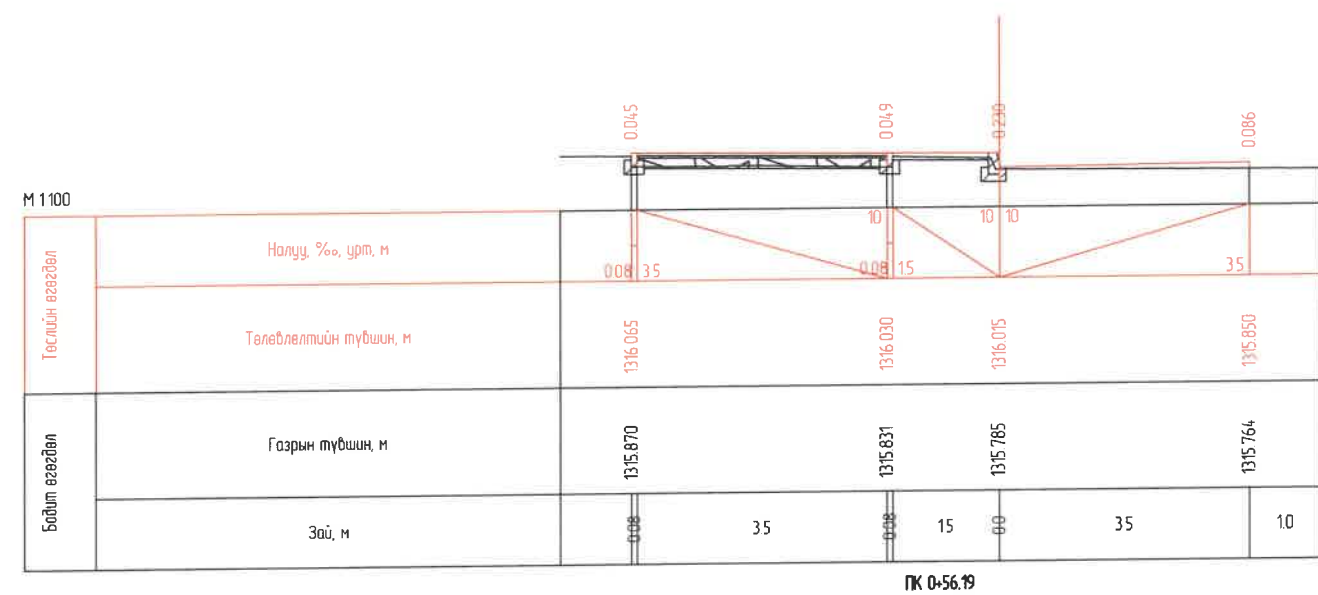 0.045 0.049 0.230 0.086
М 1:100
Төслийн өгөгдөл
Налуу, ‰, урт, м
0.08 3.5 10 0.08 1.5 10 10 3.5
Төлөвлөлтийн түвшин, м
1316.065 1316.030 1316.015 1315.850
Бодит өгөгдөл
Газрын түвшин, м
1315.870 1315.831 1315.785 1315.764
Зай, м
0.08 3.5 0.08 1.5 0.0 3.5 1.0
ПК 0+56.19